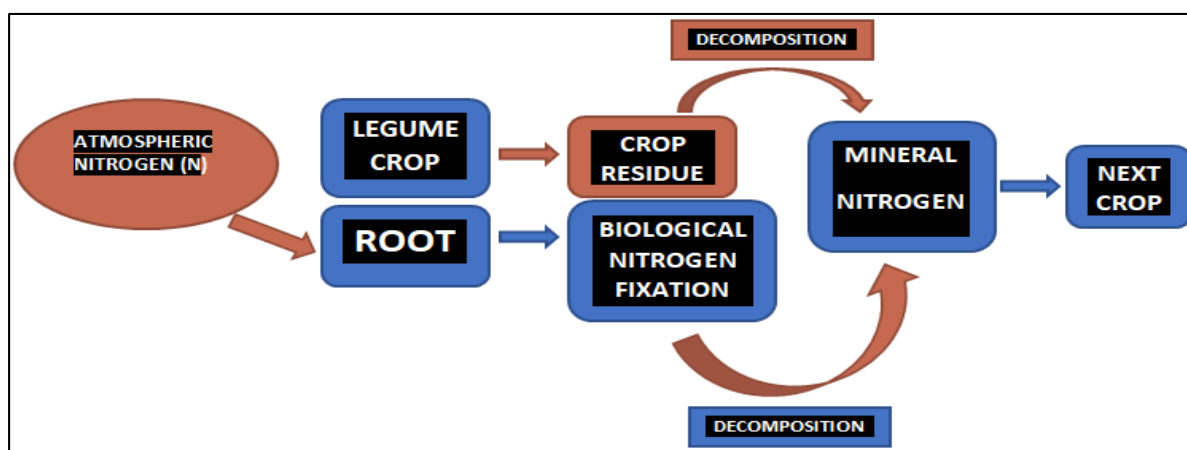 ATMOSPHERIC
NITROGEN (N)
LEGUME
CROP
ROOT
DECOMPOSITION
CROP
RESIDUE
BIOLOGICAL
NITROGEN
FIXATION
DECOMPOSITION
MINERAL
NITROGEN
NEXT
CROP